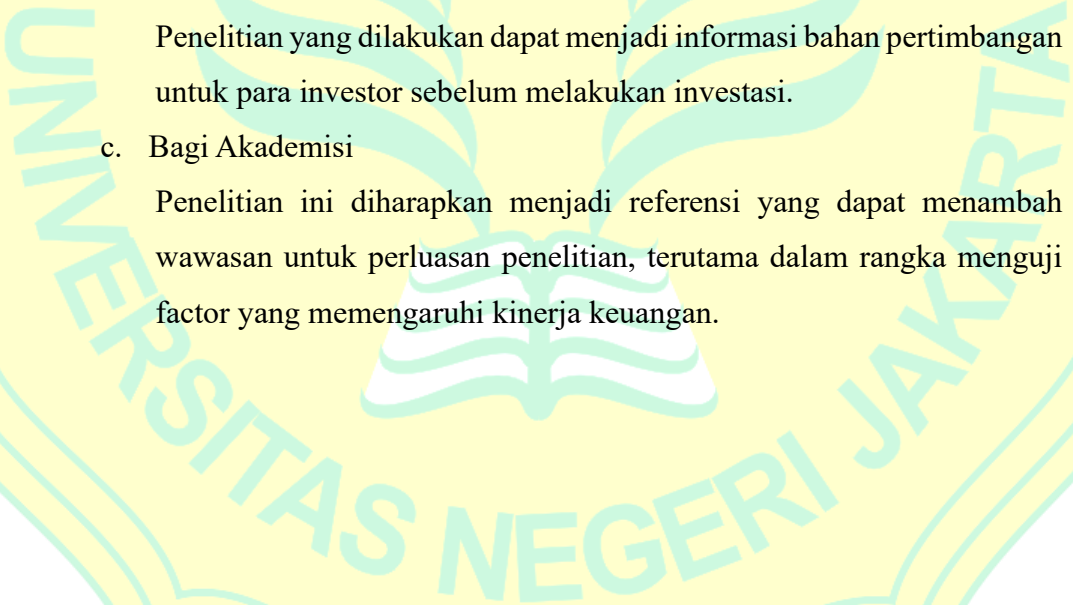 Penelitian yang dilakukan dapat menjadi informasi bahan pertimbangan
untuk para investor sebelum melakukan investasi.
c. Bagi Akademisi
Penelitian ini diharapkan menjadi referensi yang dapat menambah
wawasan untuk perluasan penelitian, terutama dalam rangka menguji
factor yang memengaruhi kinerja keuangan.
UNIVERSITAS NEGERI JAKARTA